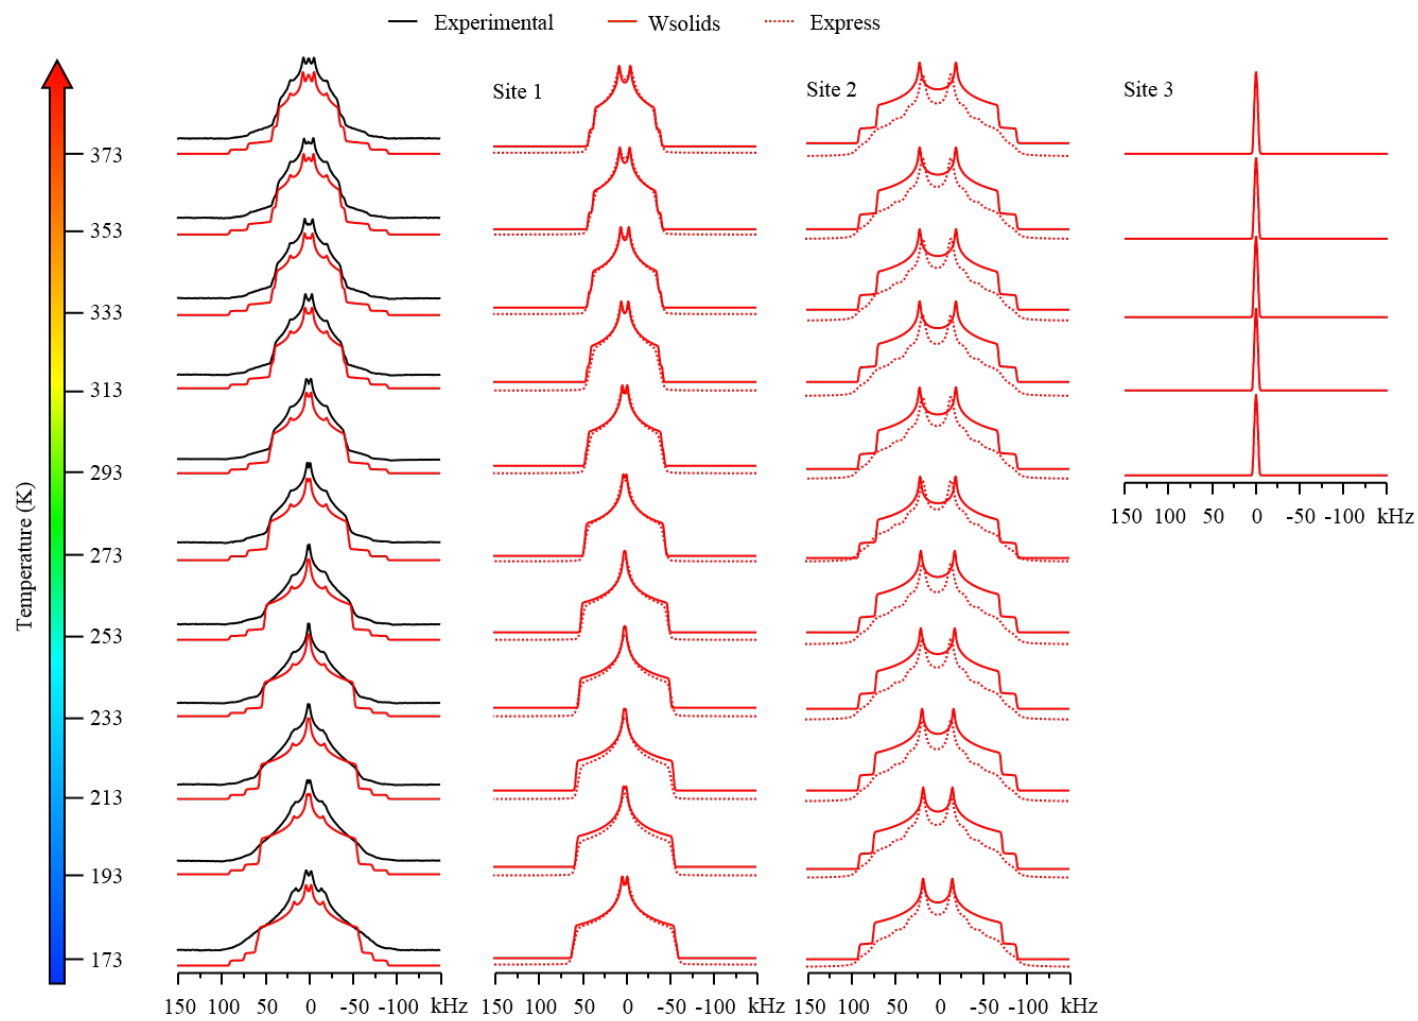 Experimental
Wsolids
Express
Site 1
Site 2
Site 3
Temperature (K)
373
353
333
313
293
273
253
233
213
193
173
150 100 50 0 -50 -100 kHz
150 100 50 0 -50 -100 kHz
150 100 50 0 -50 -100 kHz
150 100 50 0 -50 -100 kHz